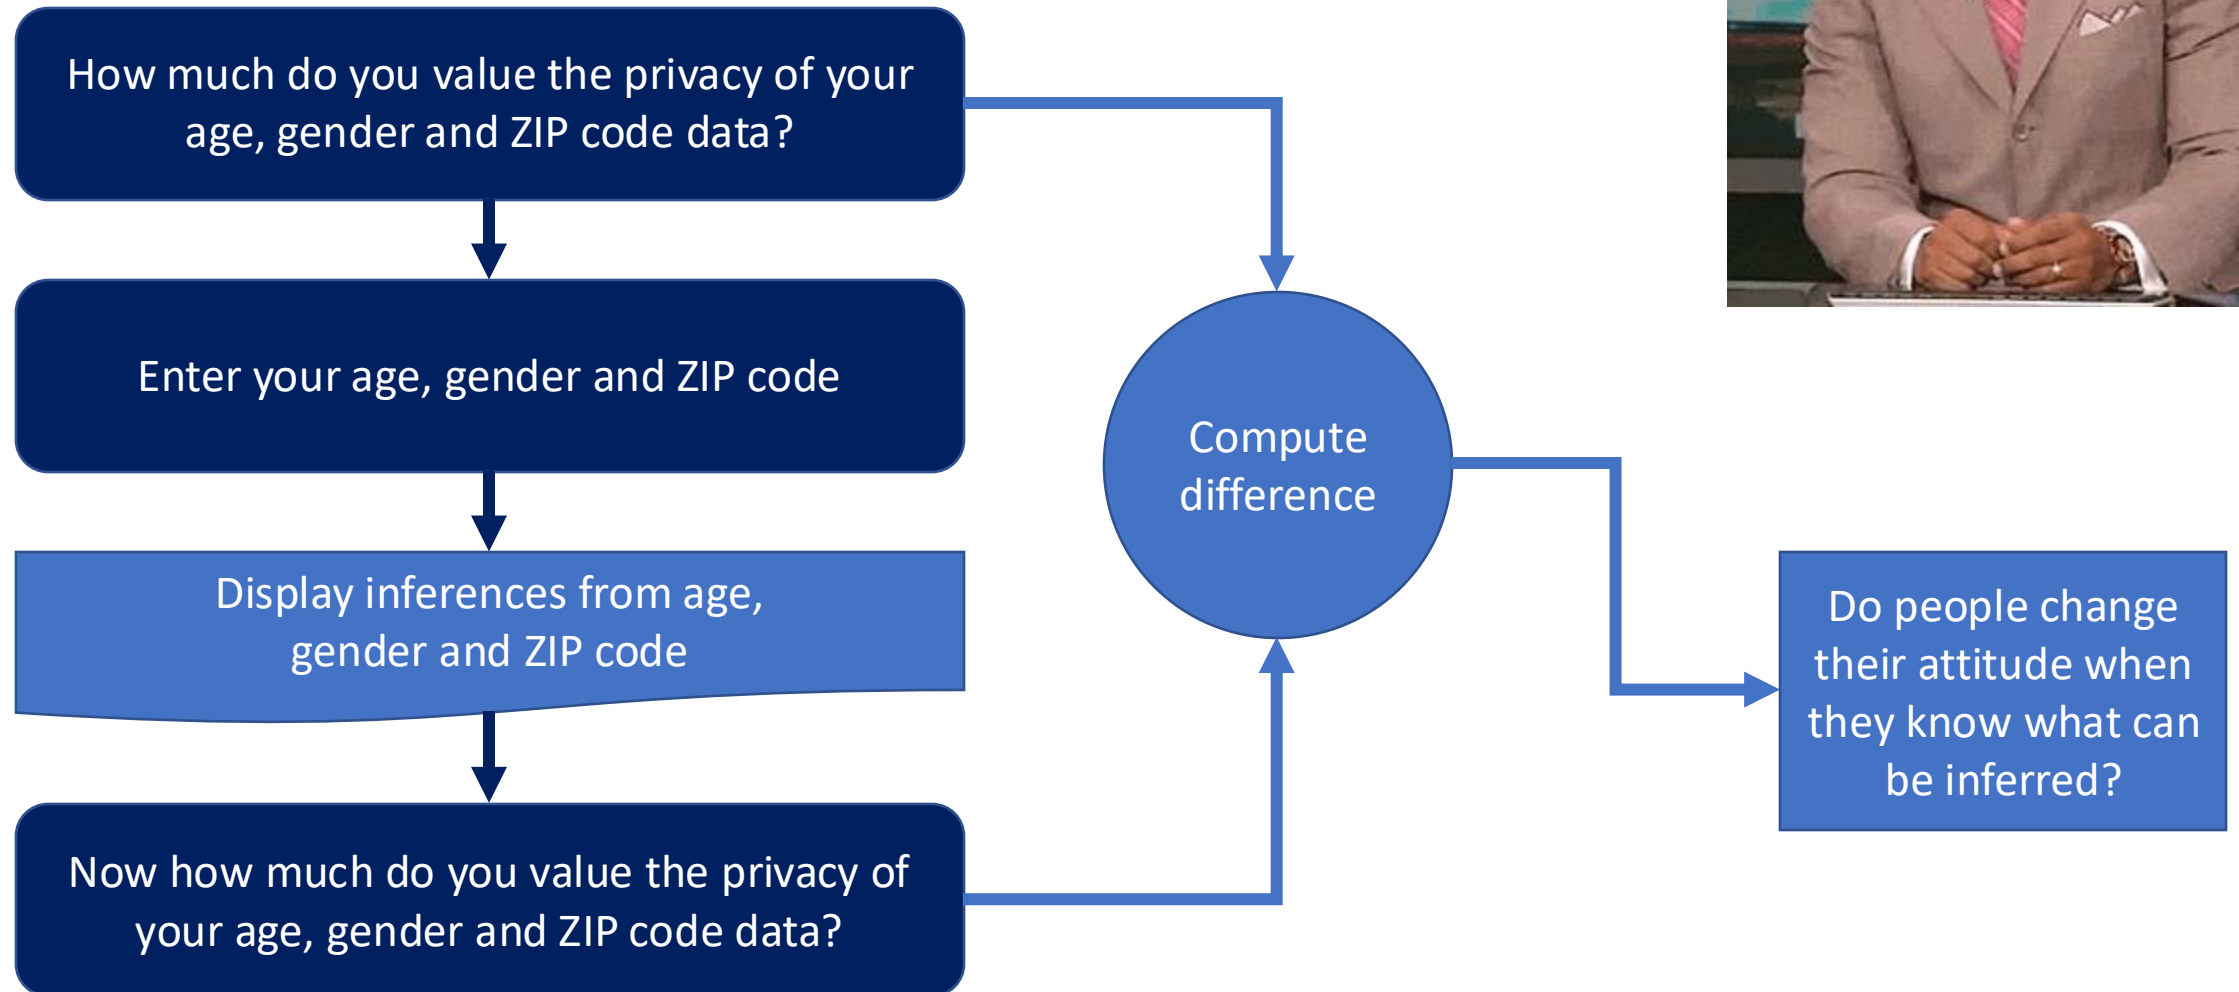 How much do you value the privacy of your
age, gender and ZIP code data?
Enter your age, gender and ZIP code
Display inferences from age,
gender and ZIP code
Now how much do you value the privacy of
your age, gender and ZIP code data?
Compute
difference
Do people change
their attitude when
they know what can
be inferred?